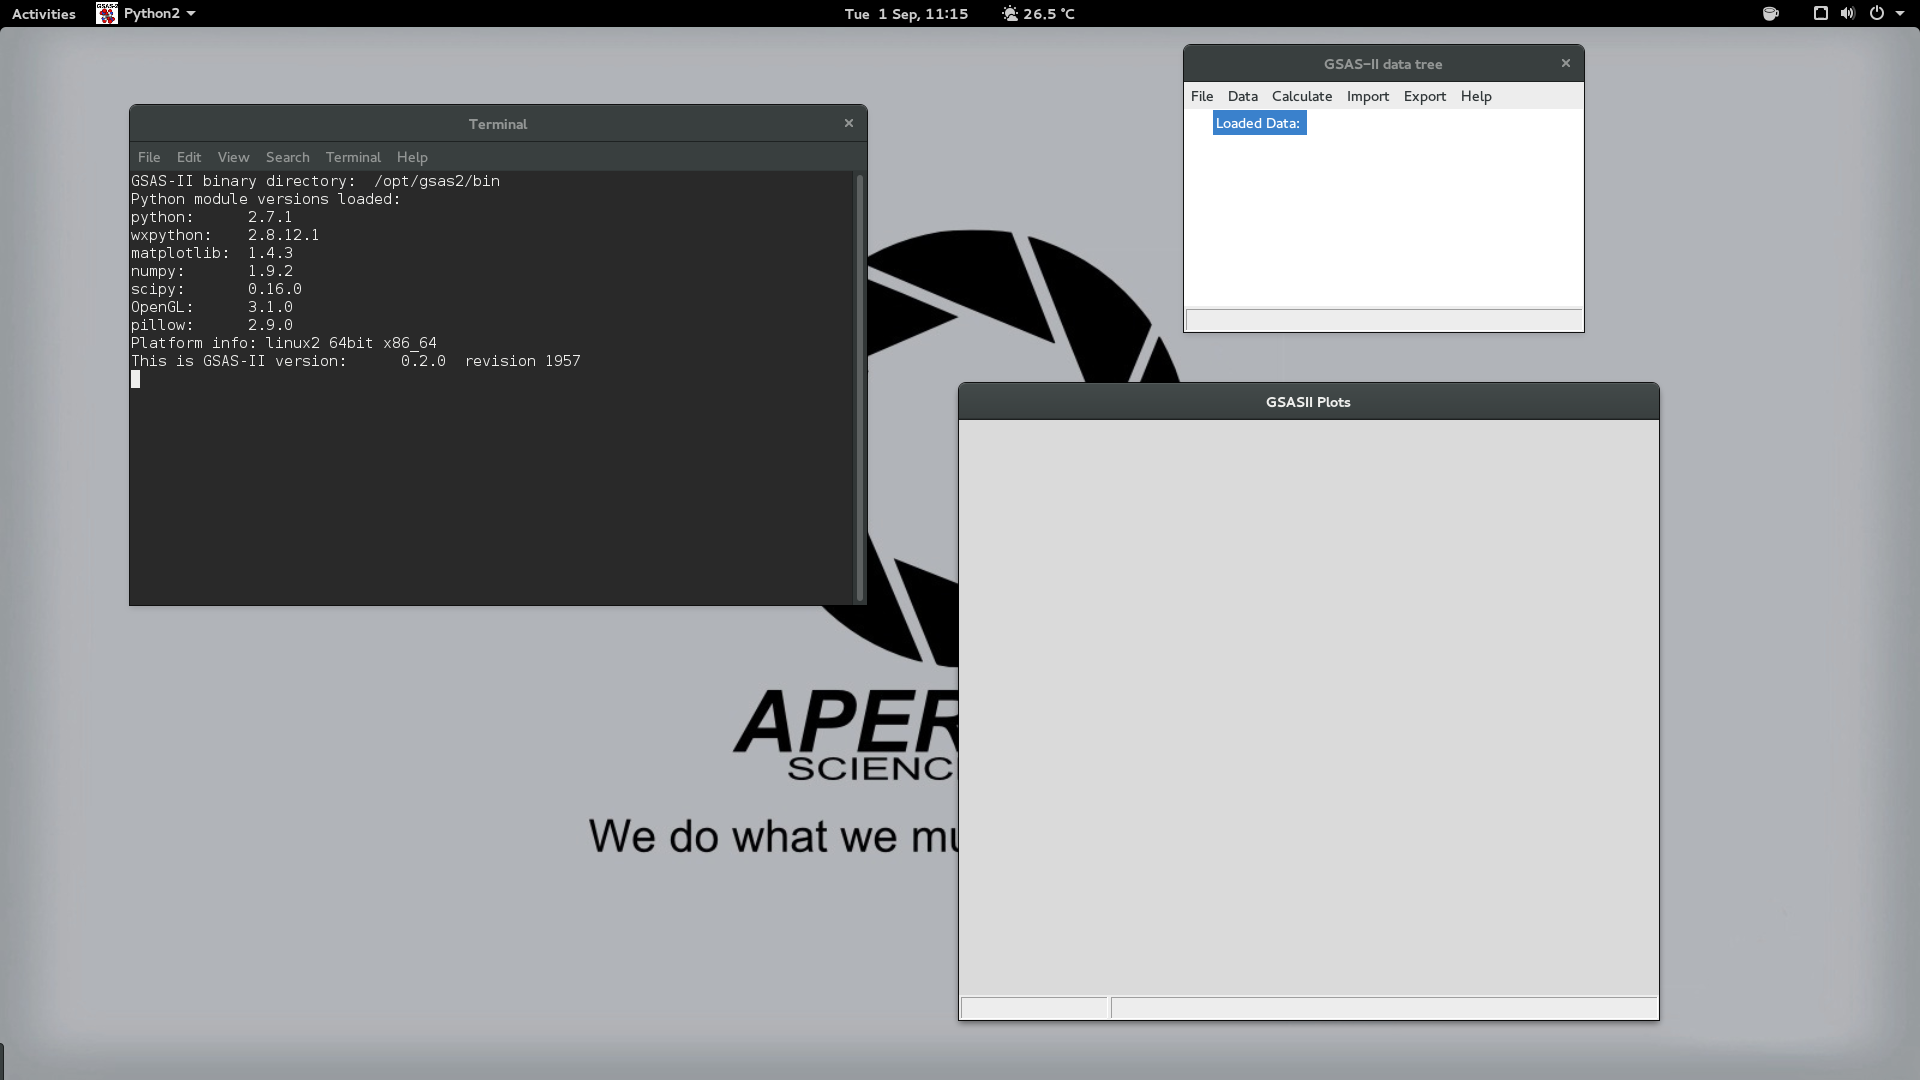 Activities
Python2
Tue 1 Sep, 11:15
26.5 °C
GSAS-II data tree
File Data Calculate Import Export Help
Loaded Data:
Terminal
File Edit View Search Terminal Help
GSAS-II binary directory:  /opt/gsas2/bin
Python module versions loaded:
python:      2.7.1
wxpython:    2.8.12.1
matplotlib:  1.4.3
numpy:       1.9.2
scipy:       0.16.0
OpenGL:      3.1.0
pillow:      2.9.0
Platform info: linux2 64bit x86_64
This is GSAS-II version:      0.2.0  revision 1957
GSASII Plots
APER
SCIENC
We do what we mu